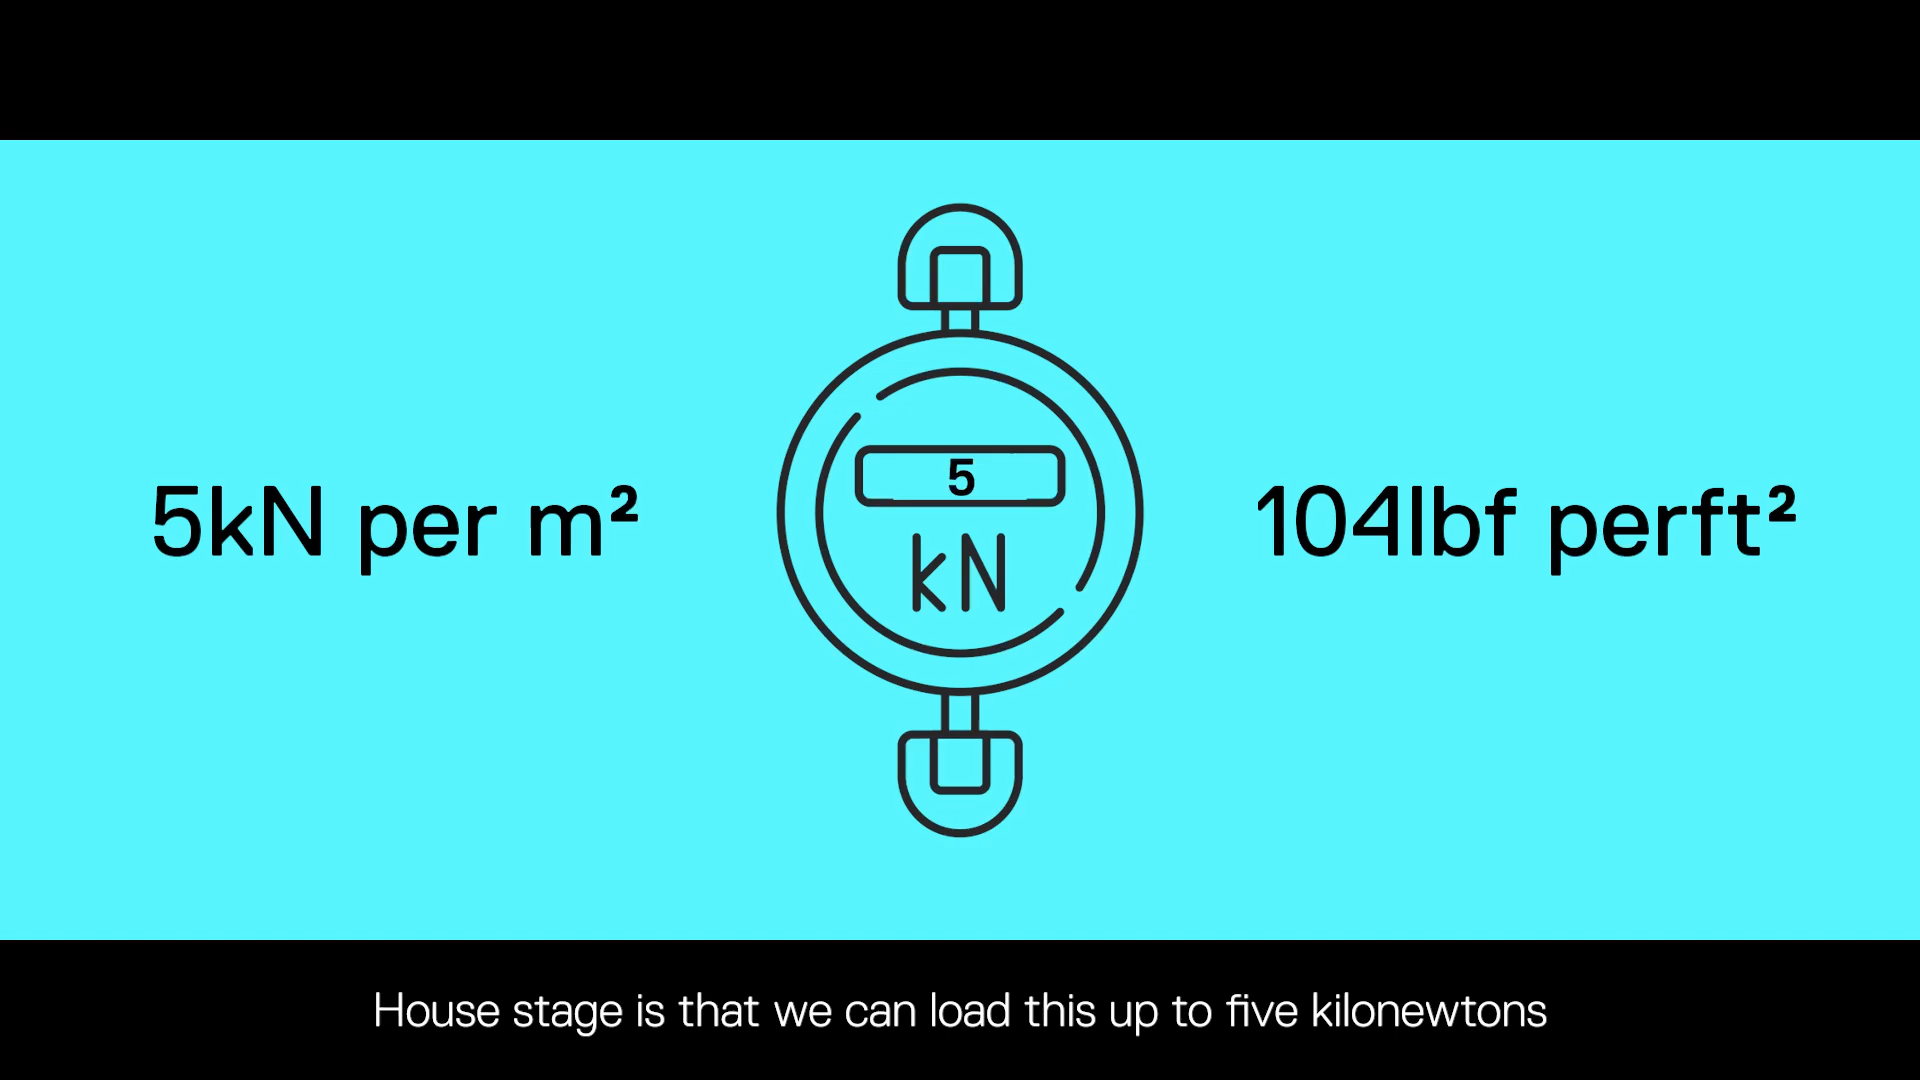 5kN per m²
5
kN
104lbf perft²
House stage is that we can load this up to five kilonewtons